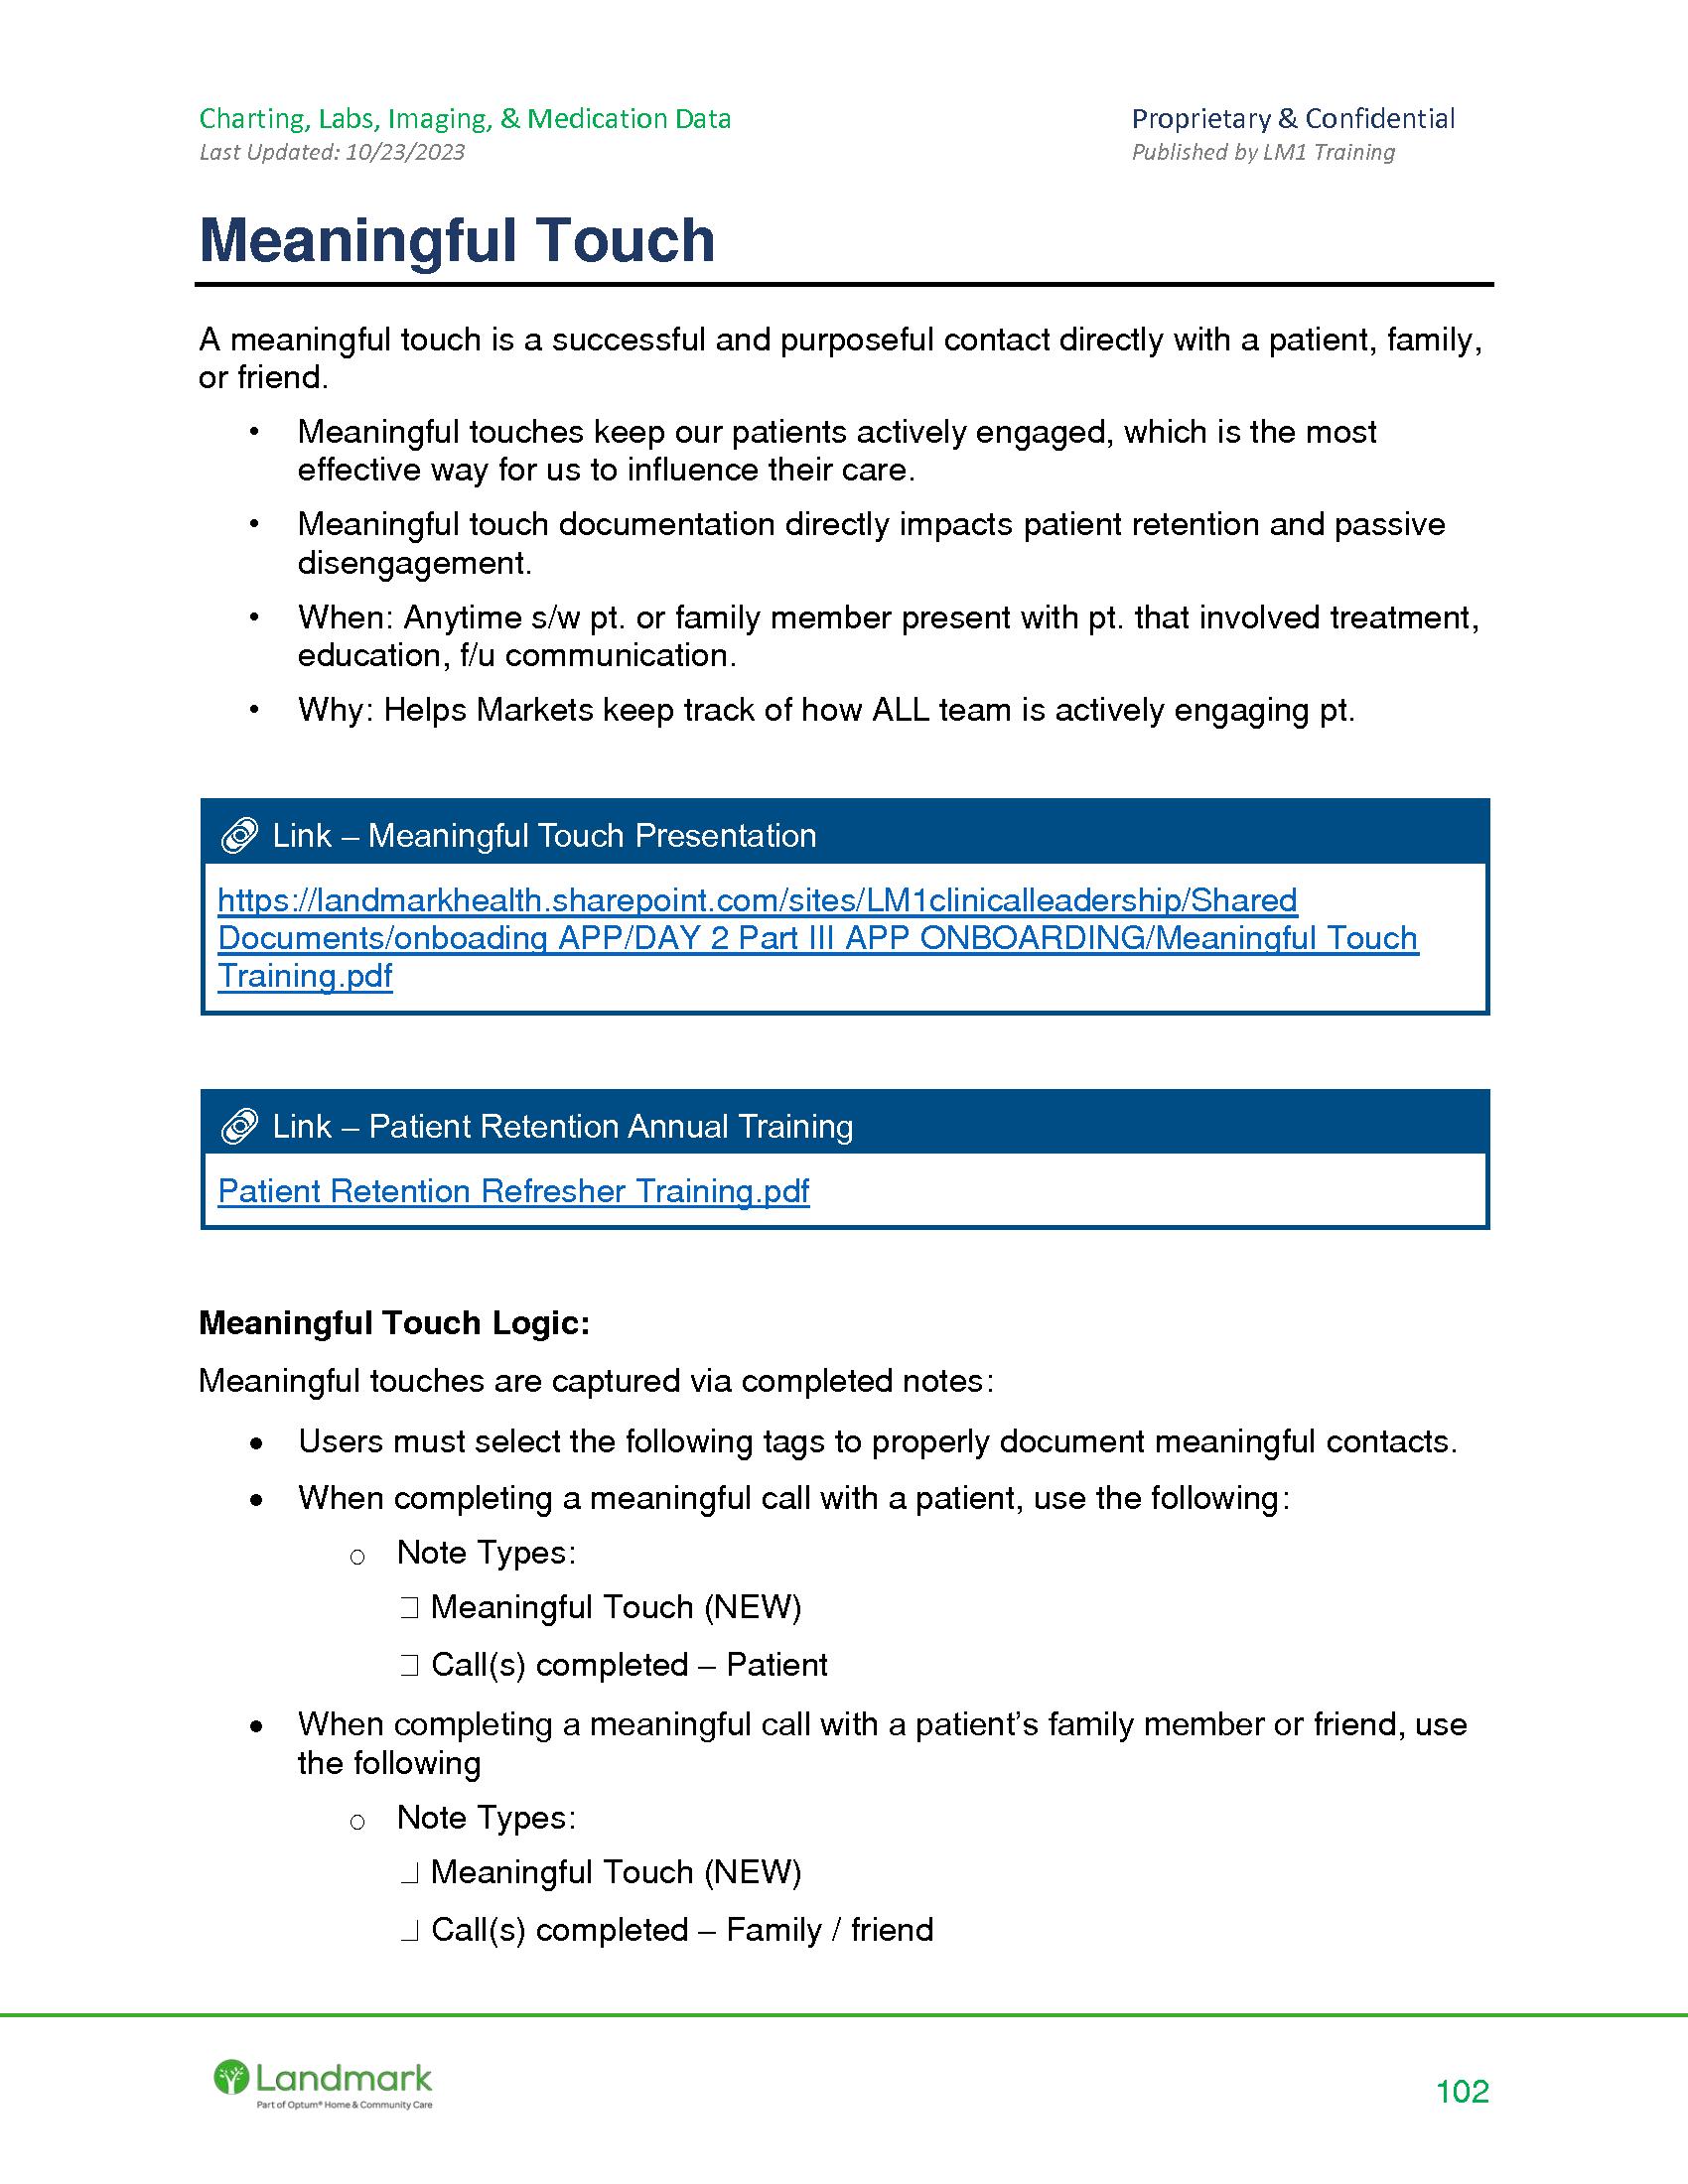 Charting, Labs, Imaging, & Medication Data
Proprietary & Confidential
Last Updated: 10/23/2023
Published by LM1 Training
Meaningful Touch
A meaningful touch is a successful and purposeful contact directly with a patient, family,
or friend.
• Meaningful touches keep our patients actively engaged, which is the most
effective way for us to influence their care.
• Meaningful touch documentation directly impacts patient retention and passive
disengagement.
• When: Anytime s/w pt. or family member present with pt. that involved treatment,
education, f/u communication.
• Why: Helps Markets keep track of how ALL team is actively engaging pt.
Link – Meaningful Touch Presentation
https://landmarkhealth.sharepoint.com/sites/LM1clinicalleadership/Shared
Documents/onboading APP/DAY 2 Part III APP ONBOARDING/Meaningful Touch
Training.pdf
Link – Patient Retention Annual Training
Patient Retention Refresher Training.pdf
Meaningful Touch Logic:
Meaningful touches are captured via completed notes:
• Users must select the following tags to properly document meaningful contacts.
• When completing a meaningful call with a patient, use the following:
o Note Types:
☐ Meaningful Touch (NEW)
☐ Call(s) completed – Patient
• When completing a meaningful call with a patient’s family member or friend, use
the following
o Note Types:
☐ Meaningful Touch (NEW)
☐ Call(s) completed – Family / friend
Landmark
Part of Optum® Home & Community Care
102